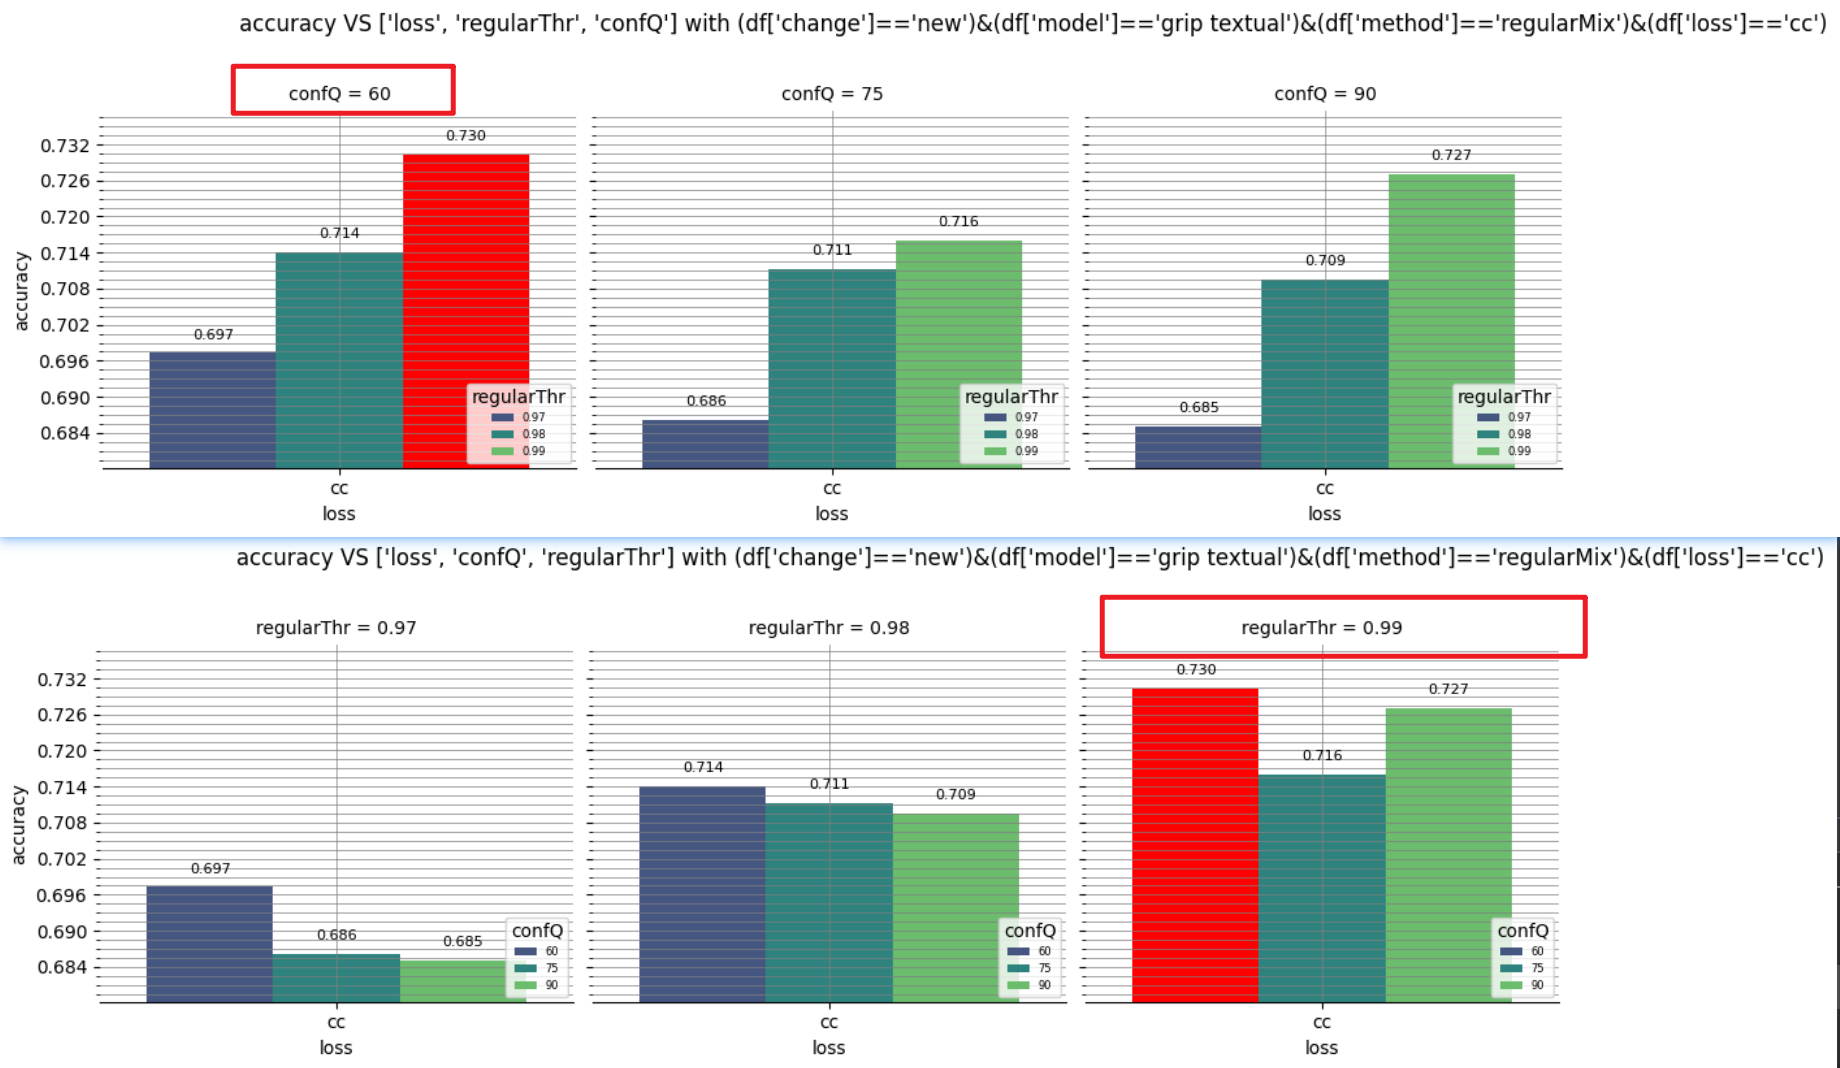 accuracy VS ['loss', 'regularThr', 'confQ'] with (df['change']=='new')&(df['model']=='grip textual')&(df['method']=='regularMix')&(df['loss']=='cc')
confQ = 60
confQ = 75
confQ = 90
accuracy
0.732
0.726
0.720
0.714
0.708
0.702
0.696
0.690
0.684
0.697
0.714
0.730
regularThr
0.97
0.98
0.99
cc
loss
0.686
0.711
0.716
regularThr
0.97
0.98
0.99
cc
loss
0.685
0.709
0.727
regularThr
0.97
0.98
0.99
cc
loss
accuracy VS ['loss', 'confQ', 'regularThr'] with (df['change']=='new')&(df['model']=='grip textual')&(df['method']=='regularMix')&(df['loss']=='cc')
regularThr = 0.97
regularThr = 0.98
regularThr = 0.99
accuracy
0.732
0.726
0.720
0.714
0.708
0.702
0.696
0.690
0.684
0.697
0.686
0.685
confQ
60
75
90
cc
loss
0.714
0.711
0.709
confQ
60
75
90
cc
loss
0.730
0.716
0.727
confQ
60
75
90
cc
loss